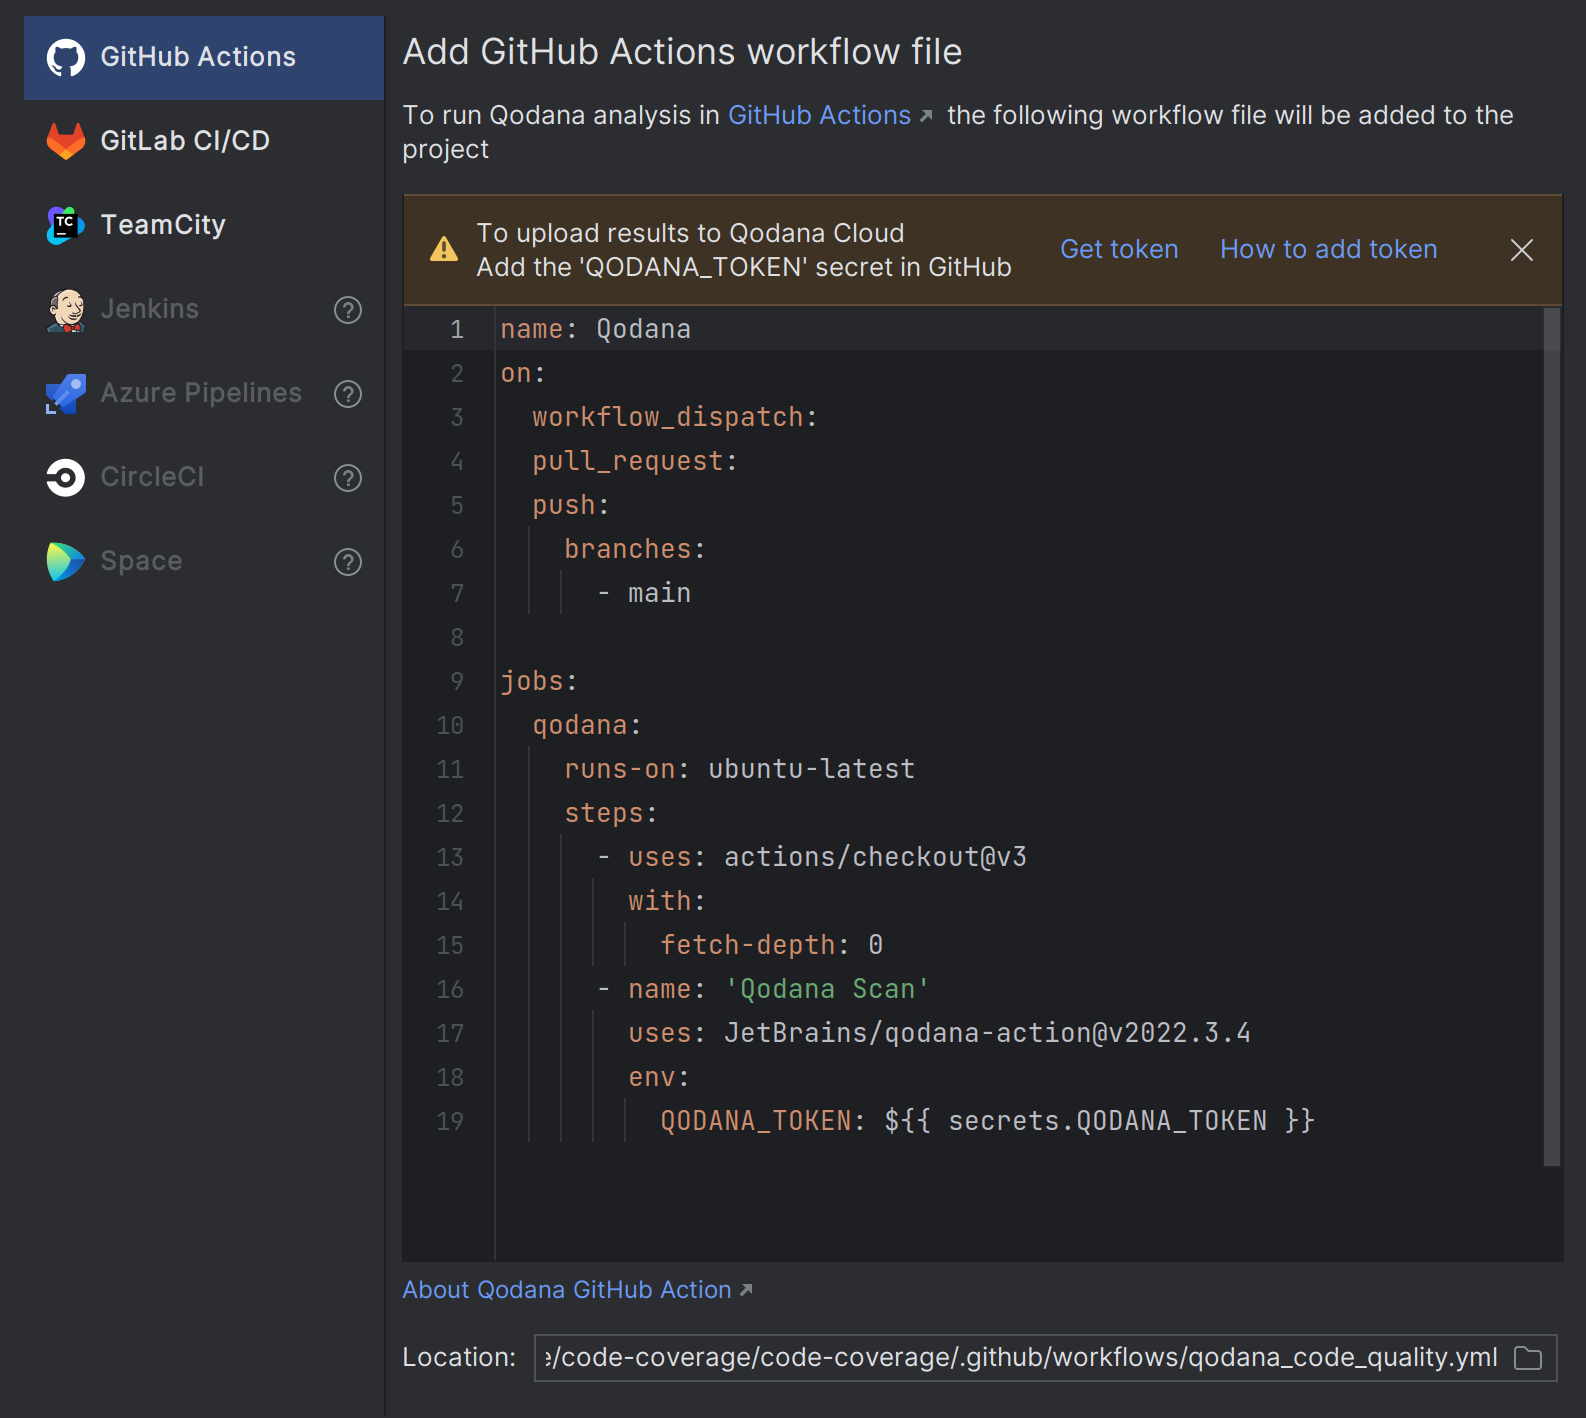 GitHub Actions
GitLab CI/CD
TeamCity
Jenkins
Azure Pipelines
CircleCI
Space
Add GitHub Actions workflow file
To run Qodana analysis in GitHub Actions the following workflow file will be added to the
project
To upload results to Qodana Cloud
Add the 'QODANA_TOKEN' secret in GitHub
Get token How to add token
1 name: Qodana
2 on:
3   workflow_dispatch:
4   pull_request:
5   push:
6     branches:
7       - main
8
9 jobs:
10   qodana:
11     runs-on: ubuntu-latest
12     steps:
13       - uses: actions/checkout@v3
14         with:
15           fetch-depth: 0
16       - name: 'Qodana Scan'
17         uses: JetBrains/qodana-action@v2022.3.4
18         env:
19           QODANA_TOKEN: ${{ secrets.QODANA_TOKEN }}
About Qodana GitHub Action
Location: /code-coverage/code-coverage/.github/workflows/qodana_code_quality.yml